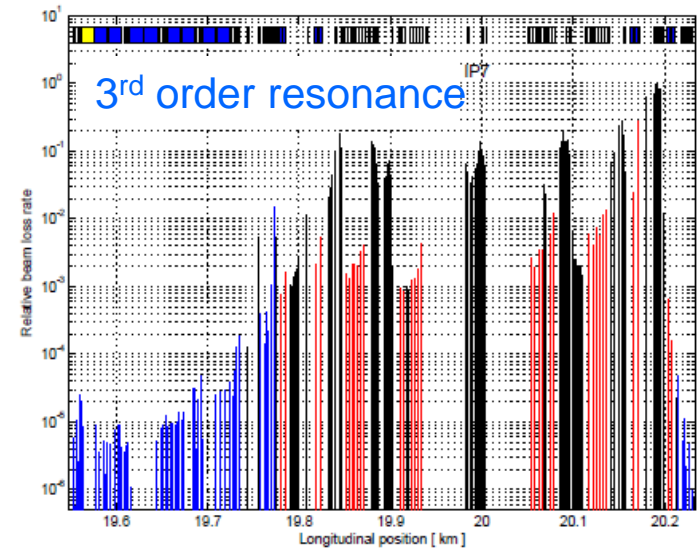 10^1
3rd order resonance
IP7
10^0
10^-1
10^-2
10^-3
10^-4
10^-5
10^-6
Relative beam loss rate
19.6 19.7 19.8 19.9 20 20.1 20.2
Longitudinal position [ km ]